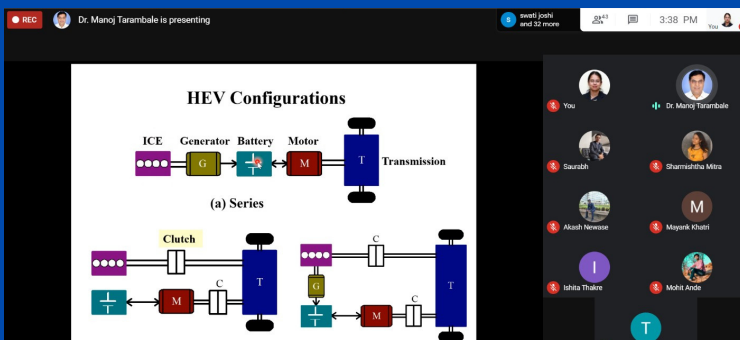 REC
Dr. Manoj Tarambale is presenting
S
swati joshi
and 32 more
43
3:38 PM
You
HEV Configurations
ICE Generator Battery Motor
G
M
T
Transmission
(a) Series
Clutch
T
C
M
C
T
G
C
M
You
Dr. Manoj Tarambale
Saurabh
Sharmishtha Mitra
Akash Newase
M
Mayank Khatri
I
Ishita Thakre
Mohit Ande
T